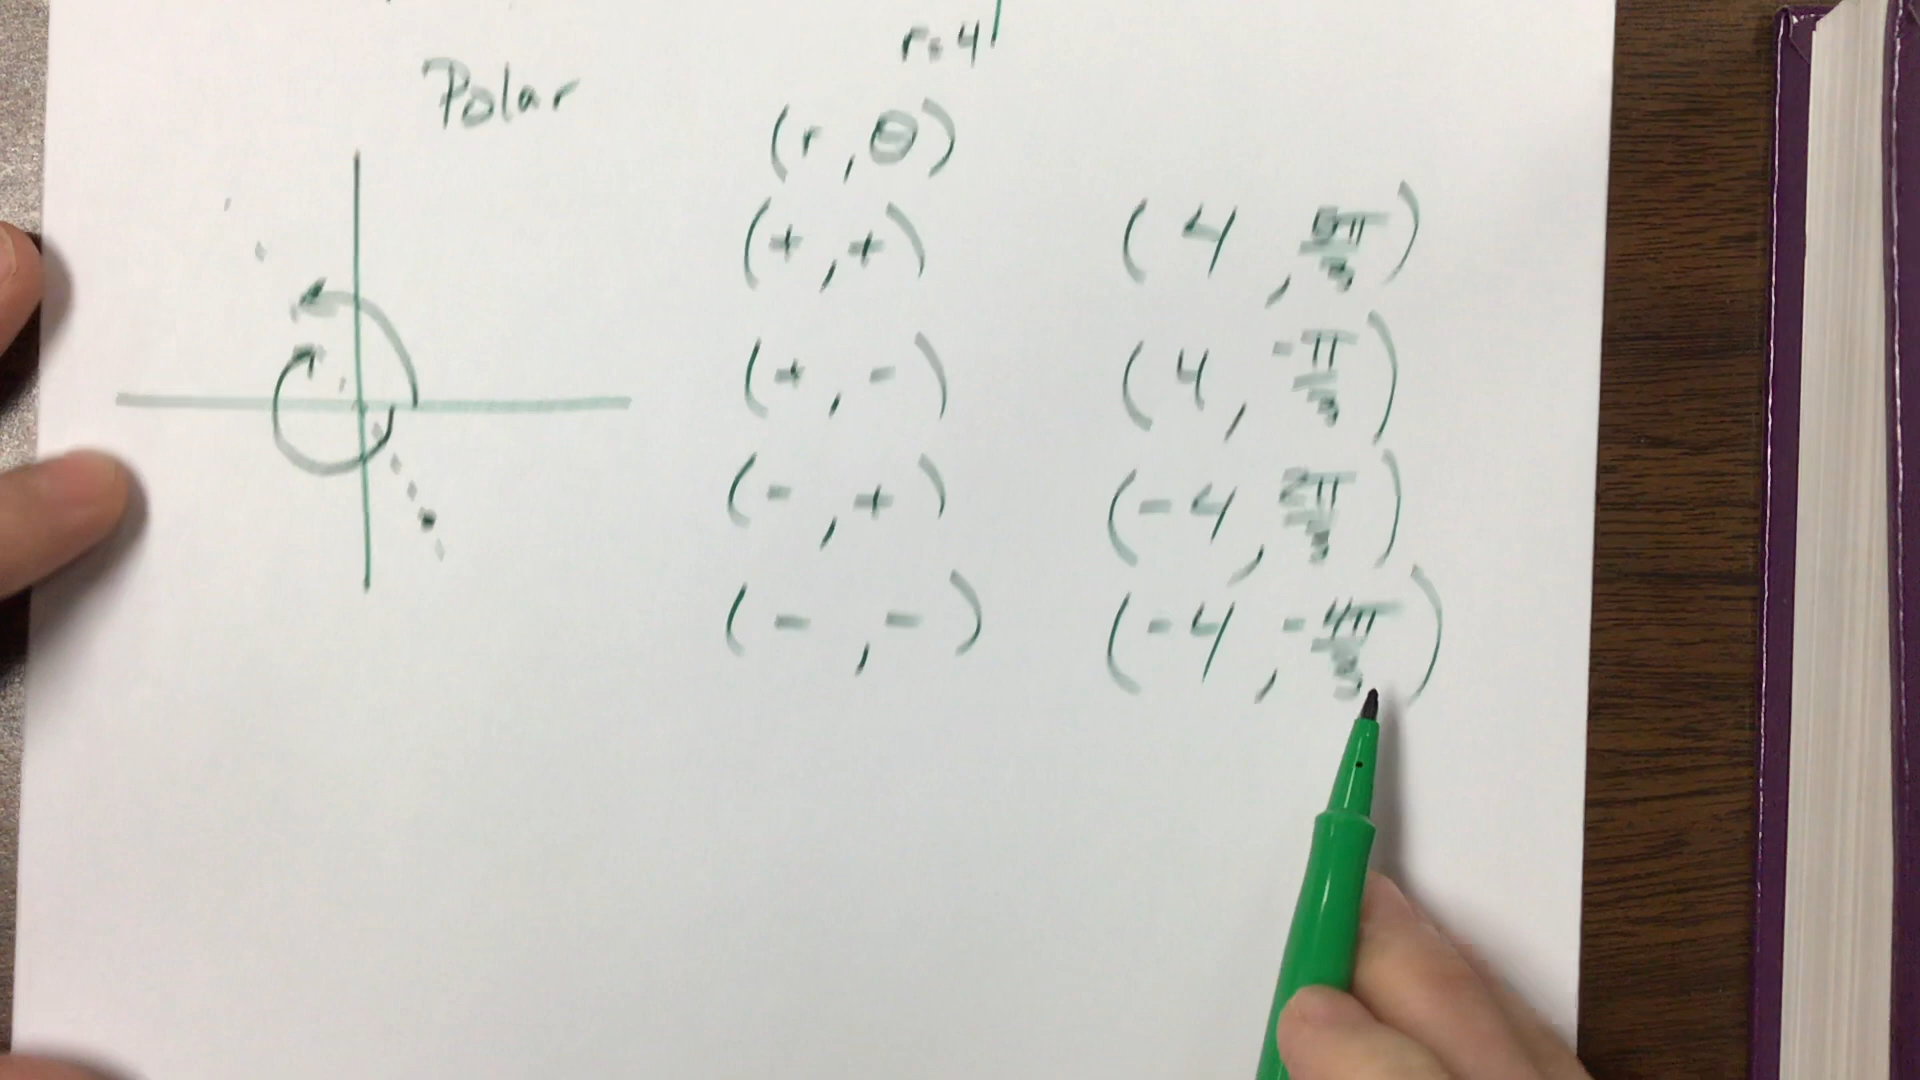 r=4
Polar
(r, θ)
(+, +) (4, 5π/3)
(+, -) (4, -π/3)
(-, +) (-4, 2π/3)
(-, -) (-4, -4π/3)